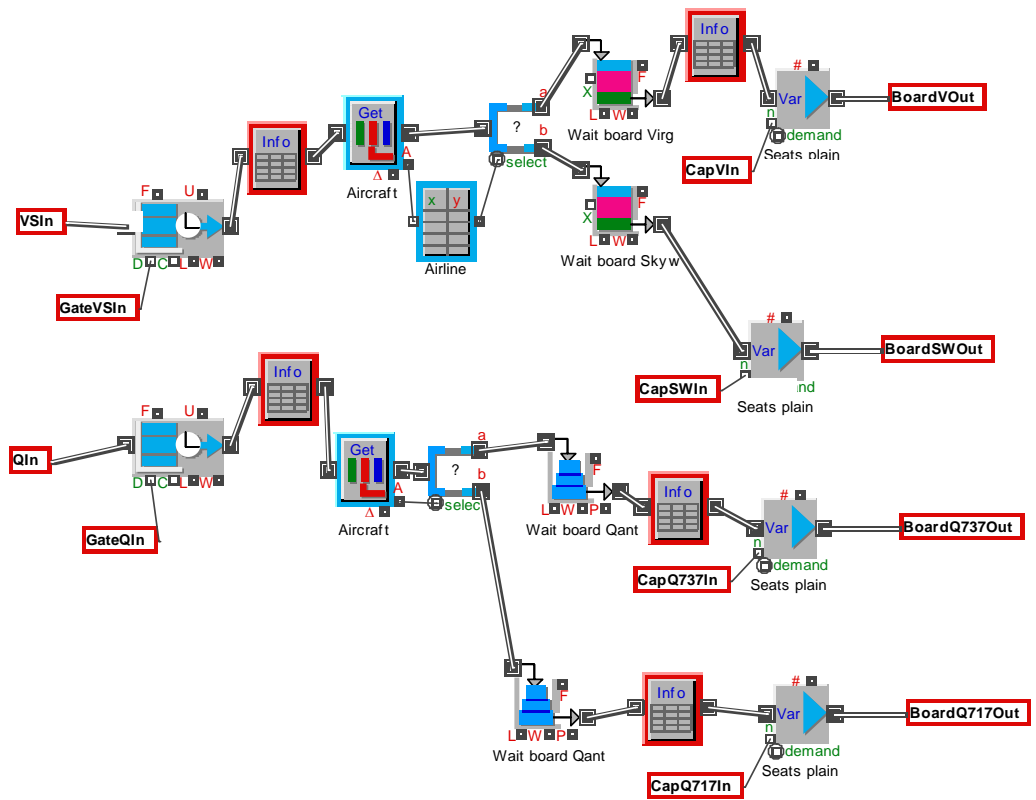 Info
#
F
Var
BoardVOut
X
L W
n
demand
Wait board Virg
Seats plain
CapVIn
Get
a
?
b
select
Info
A
Δ
Aircraft
F U
VSIn
D C L W
x y
Airline
GateVSIn
F
X
L W
Wait board Skyw
#
Var
BoardSWOut
n
CapSWIn
Seats plain
Info
F U
QIn
D C L W
GateQIn
Get
A
Δ
Aircraft
a
?
b
selec
F
L W P
Wait board Qant
Info
#
Var
BoardQ737Out
n
demand
CapQ737In
Seats plain
F
L W P
Wait board Qant
Info
#
Var
BoardQ717Out
n
demand
CapQ717In
Seats plain